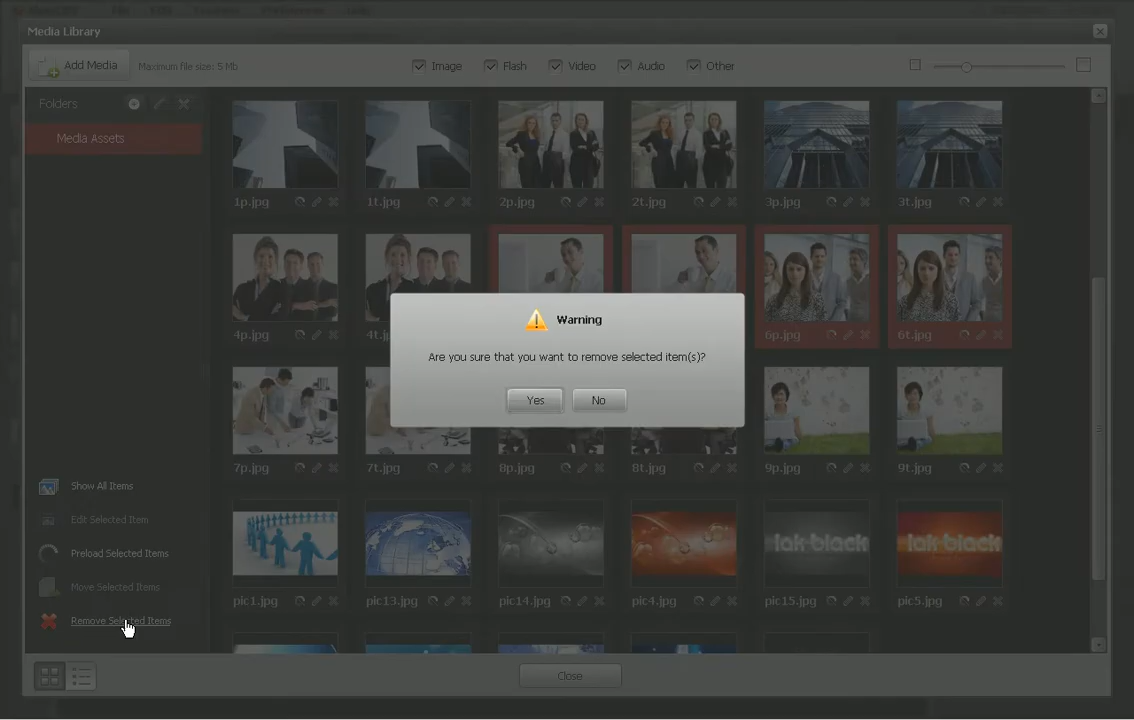 Media Library
Add Media
Maximum file size: 5 Mb
Image
Flash
Video
Audio
Other
Folders
Media Assets
1p.jpg
1t.jpg
2p.jpg
2t.jpg
3p.jpg
3t.jpg
4p.jpg
4t.
6p.jpg
6t.jpg
Warning
Are you sure that you want to remove selected item(s)?
Yes
No
7p.jpg
7t.jpg
8p.jpg
8t.jpg
9p.jpg
9t.jpg
Show All Items
Edit Selected Item
Preload Selected Items
Move Selected Items
Remove Selected Items
lak-black
lak-black
pic1.jpg
pic13.jpg
pic14.jpg
pic4.jpg
pic15.jpg
pic5.jpg
Close